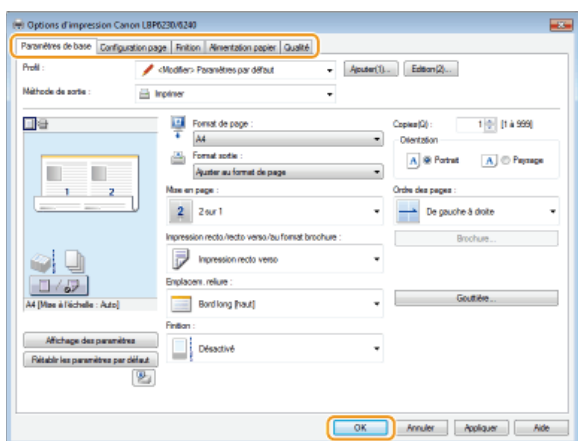 Options d'impression Canon LBP6230/6240
Paramètres de base Configuration page Finition Alimentation papier Qualité
Profil : <Modifié> Paramètres par défaut Ajouter(1)... Edition(2)...
Méthode de sortie : Imprimer
Format de page : Copies(Q) : 1 [1 à 999]
A4 Orientation
Format sortie : A Portrait A Paysage
Ajuster au format de page
Mise en page : Ordre des pages :
1 2 2 2 sur 1 De gauche à droite
Impression recto/recto verso/au format brochure : Brochure...
Impression recto verso
Emplacem. reliure :
A4 [Mise à l'échelle : Auto] Bord long [haut] Gouttière...
Finition :
Affichage des paramètres Désactivé
Rétablir les paramètres par défaut
OK Annuler Appliquer Aide